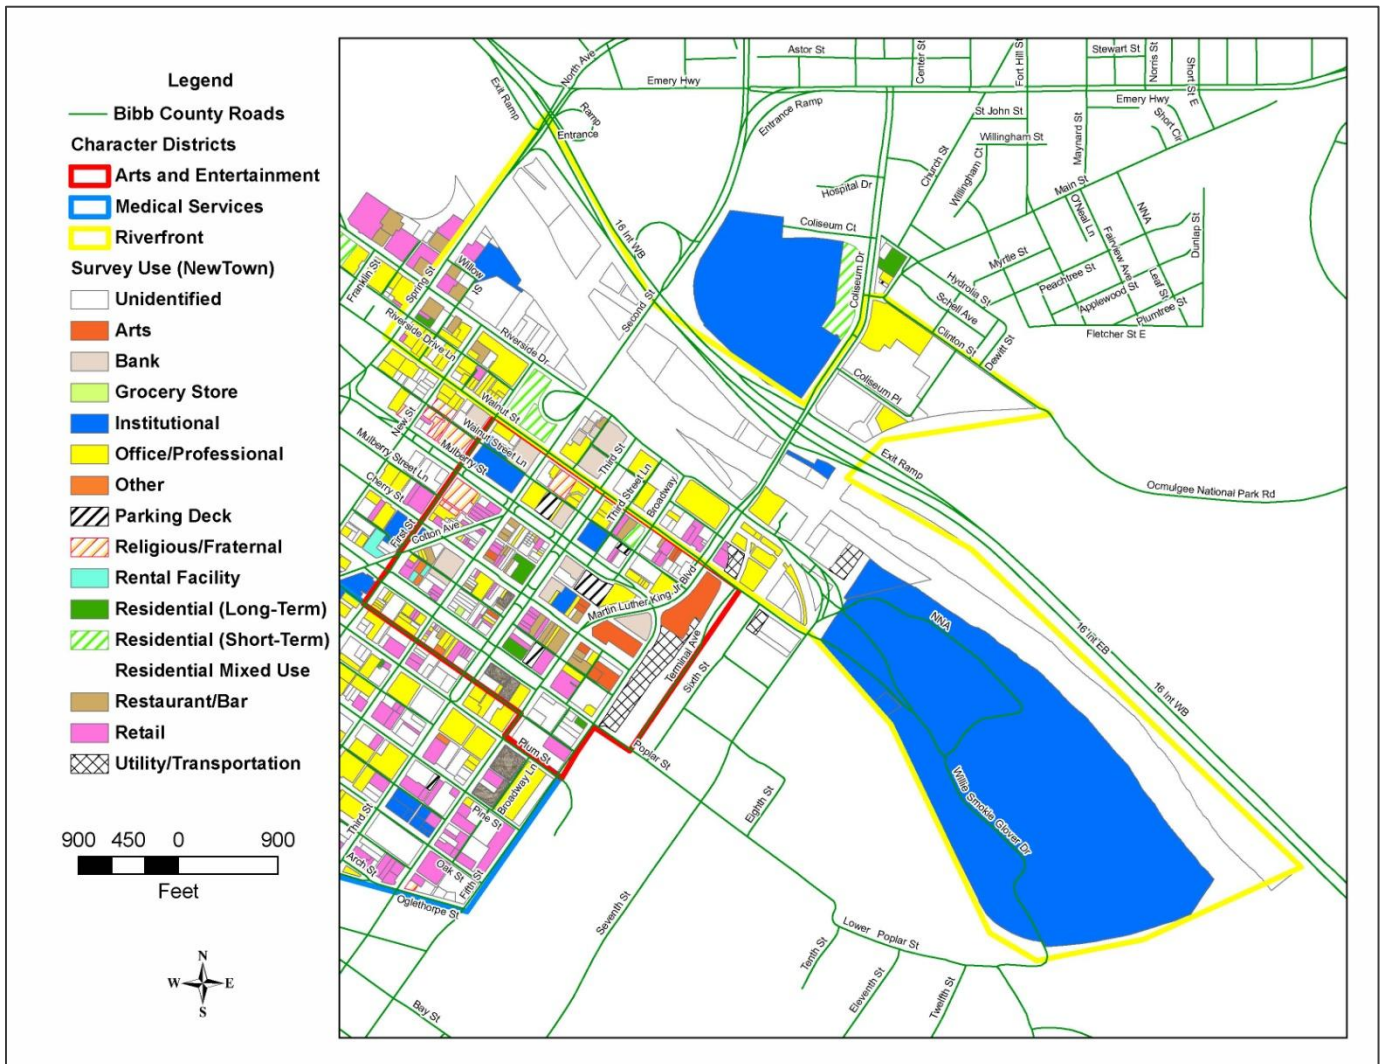 Legend
Bibb County Roads
Character Districts
Arts and Entertainment
Medical Services
Riverfront
Survey Use (NewTown)
Unidentified
Arts
Bank
Grocery Store
Institutional
Office/Professional
Other
Parking Deck
Religious/Fraternal
Rental Facility
Residential (Long-Term)
Residential (Short-Term)
Residential Mixed Use
Restaurant/Bar
Retail
Utility/Transportation
900 450 0 900
Feet
N
W E
S
Astor St
Center St
Fort Hill St
Stewart St
Norris St
Short St E
North Ave
Exit Ramp
Emery Hwy
Ramp
Entrance
Entrance Ramp
Emery Hwy
St John St
Willingham St
Maynard St
Short Cir
Church St
Willingham Ct
Main St
Hospital Dr
O'Neal Ln
NNA
Coliseum Ct
Fairview Ave
Dunlap St
16 Int WB
Myrtle St
Coliseum Dr
Peachtree St
Leaf St
Hydrolia St
Applewood St
Plumtree St
Franklin St
Spring St
Willow St
Second St
Schell Ave
Clinton St
Dewitt St
Fletcher St E
Riverside Drive Ln
Riverside Dr
Coliseum Pl
Walnut St
New St
Walnut Street Ln
Mulberry St
Third St
Mulberry Street Ln
Third Street Ln
Broadway
Exit Ramp
Cherry St
Ocmulgee National Park Rd
First St
Cotton Ave
Martin Luther King Jr Blvd
NNA
16 Int EB
Terminal Ave
Sixth St
16 Int WB
Plum St
Poplar St
Broadway Ln
Eighth St
Willie Smokie Glover Dr
Third St
Pine St
Arch St
Oak St
Fifth St
Oglethorpe St
Seventh St
Lower Poplar St
Tenth St
Eleventh St
Twelfth St
Bay St